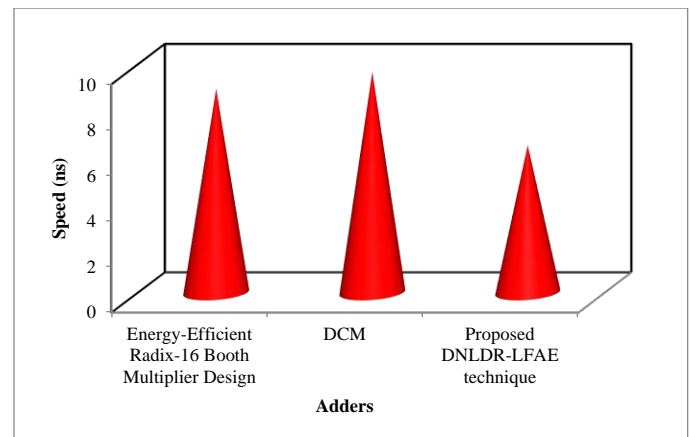 10
8
6
4
2
0
Speed (ns)
Energy-Efficient
Radix-16 Booth
Multiplier Design
DCM
Proposed
DNLDR-LFAE
technique
Adders